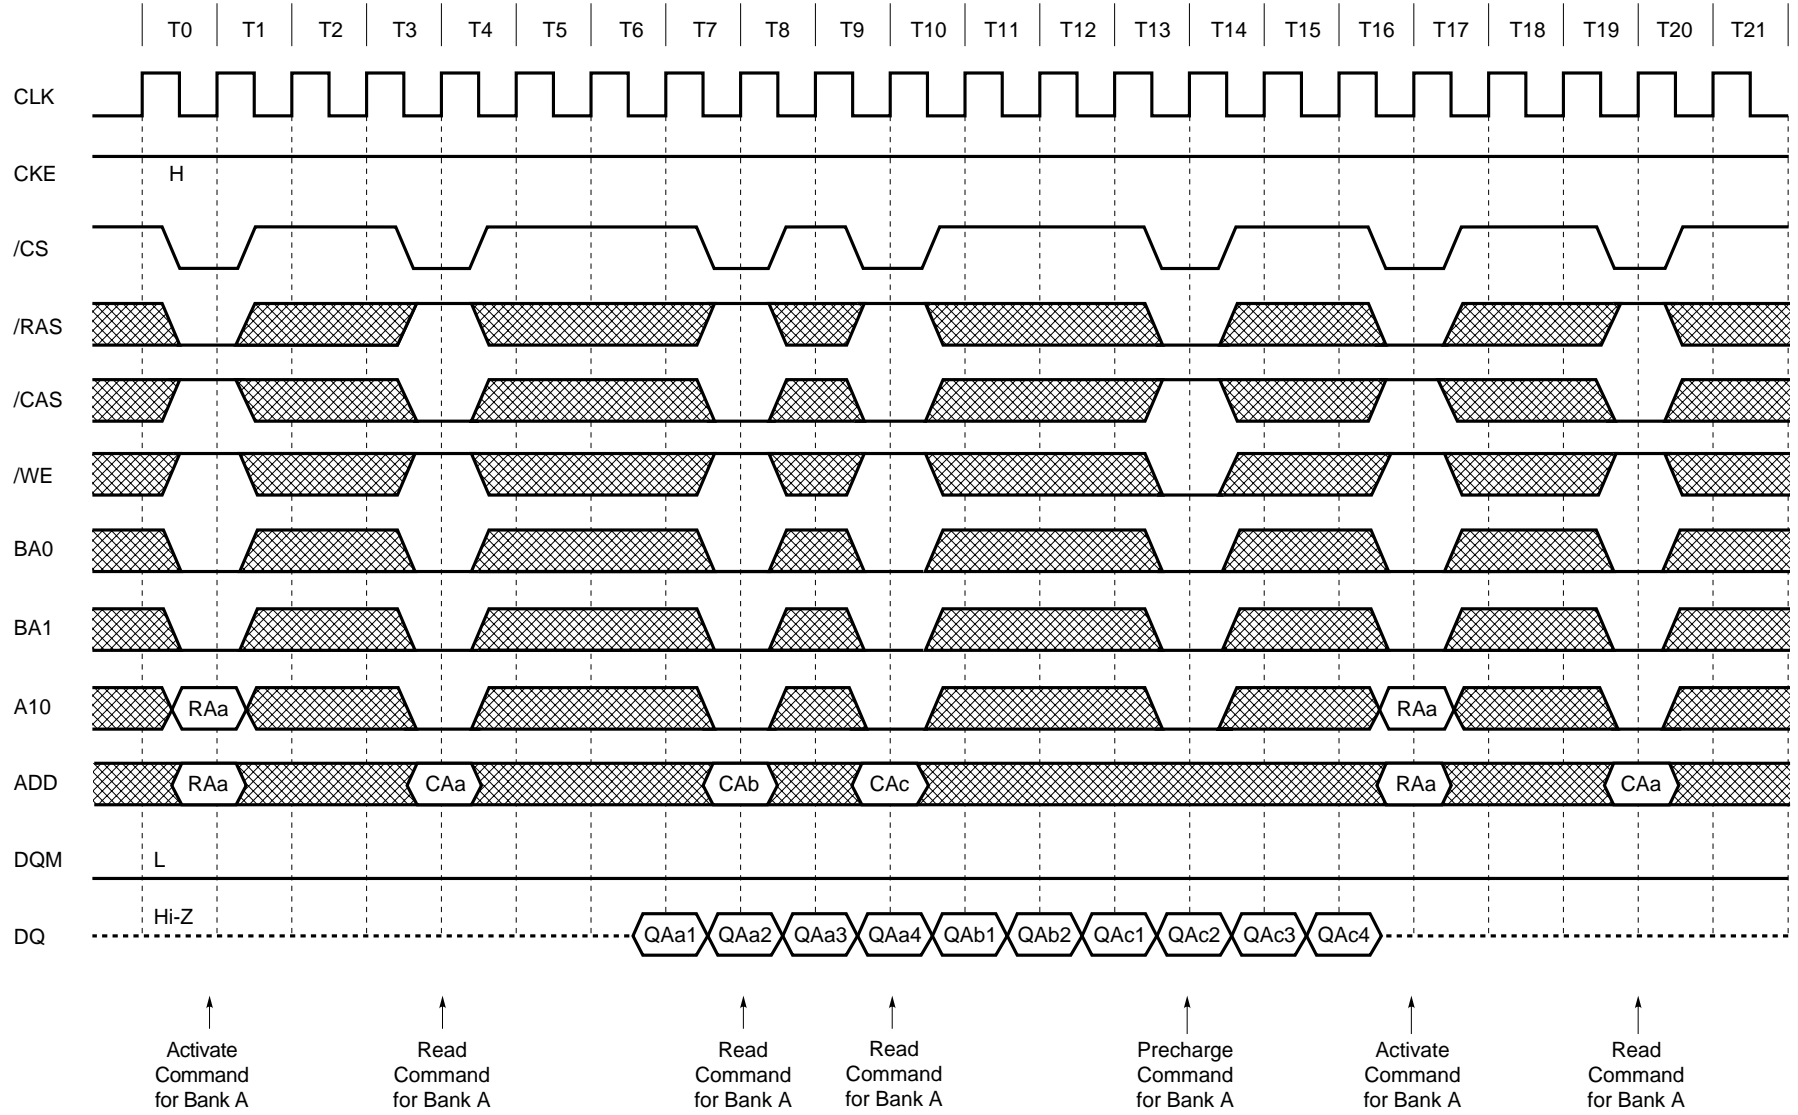 T0 T1 T2 T3 T4 T5 T6 T7 T8 T9 T10 T11 T12 T13 T14 T15 T16 T17 T18 T19 T20 T21
CLK
CKE H
/CS
/RAS
/CAS
/WE
BA0
BA1
A10 RAa RAa
ADD RAa CAa CAb CAc RAa CAa
DQM L
Hi-Z
DQ QAa1 QAa2 QAa3 QAa4 QAb1 QAb2 QAc1 QAc2 QAc3 QAc4
Activate
Command
for Bank A
Read
Command
for Bank A
Read
Command
for Bank A
Read
Command
for Bank A
Precharge
Command
for Bank A
Activate
Command
for Bank A
Read
Command
for Bank A